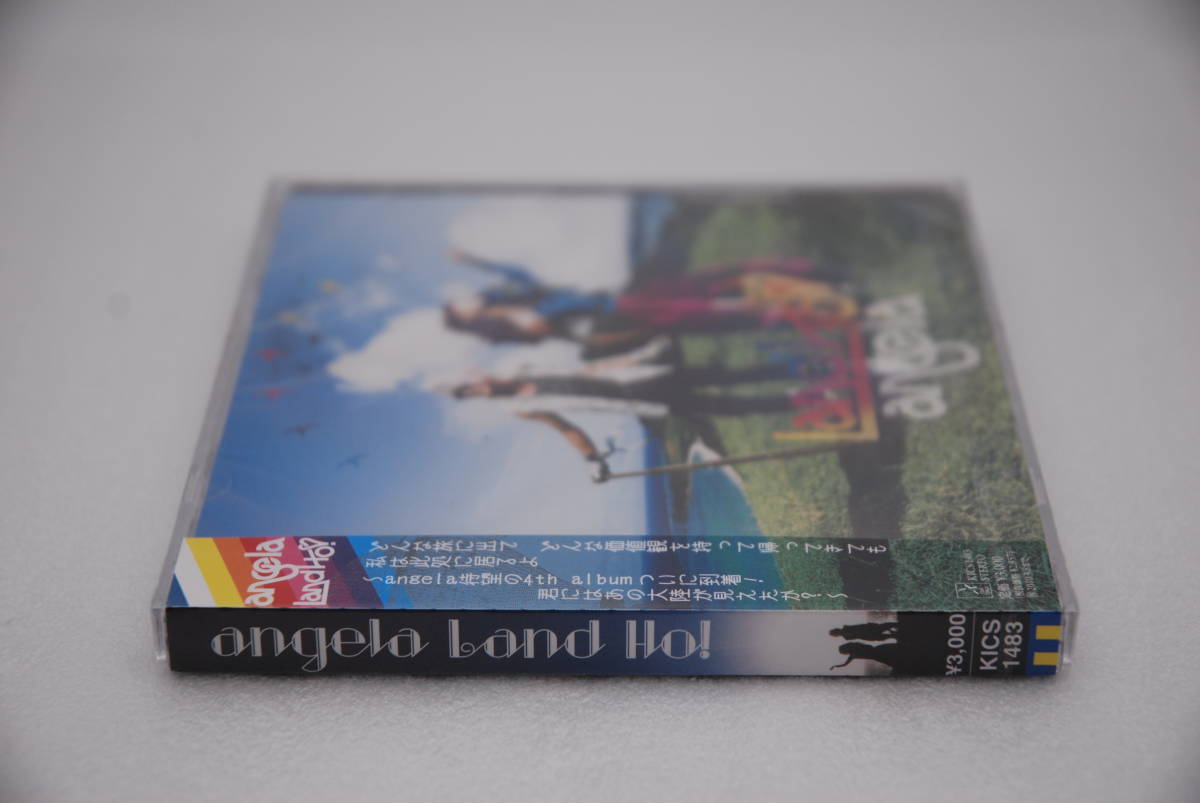 angela
angela
Land Ho!
どんな旅に出て どんな価値観を持って帰ってきても
私は此処に居るよ
～angela待望の4th albumついに到着！
君にはあの大陸が見えたか？～
STEREO
angela Land Ho!
¥3,000
KICS
1483